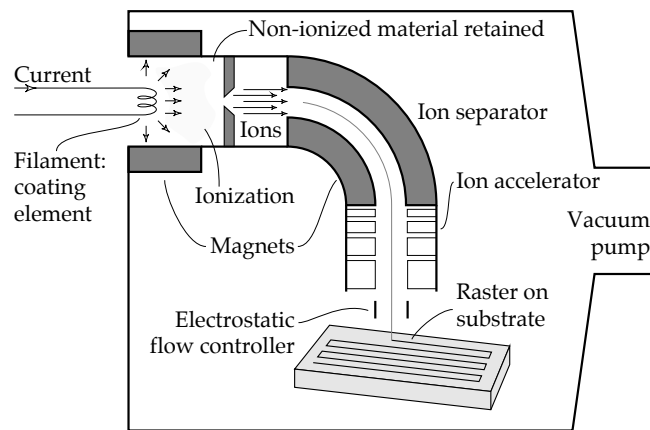 Non-ionized material retained
Current
Ion separator
Ions
Filament:
coating
element
Ionization
Ion accelerator
Magnets
Vacuum
pump
Electrostatic
flow controller
Raster on
substrate